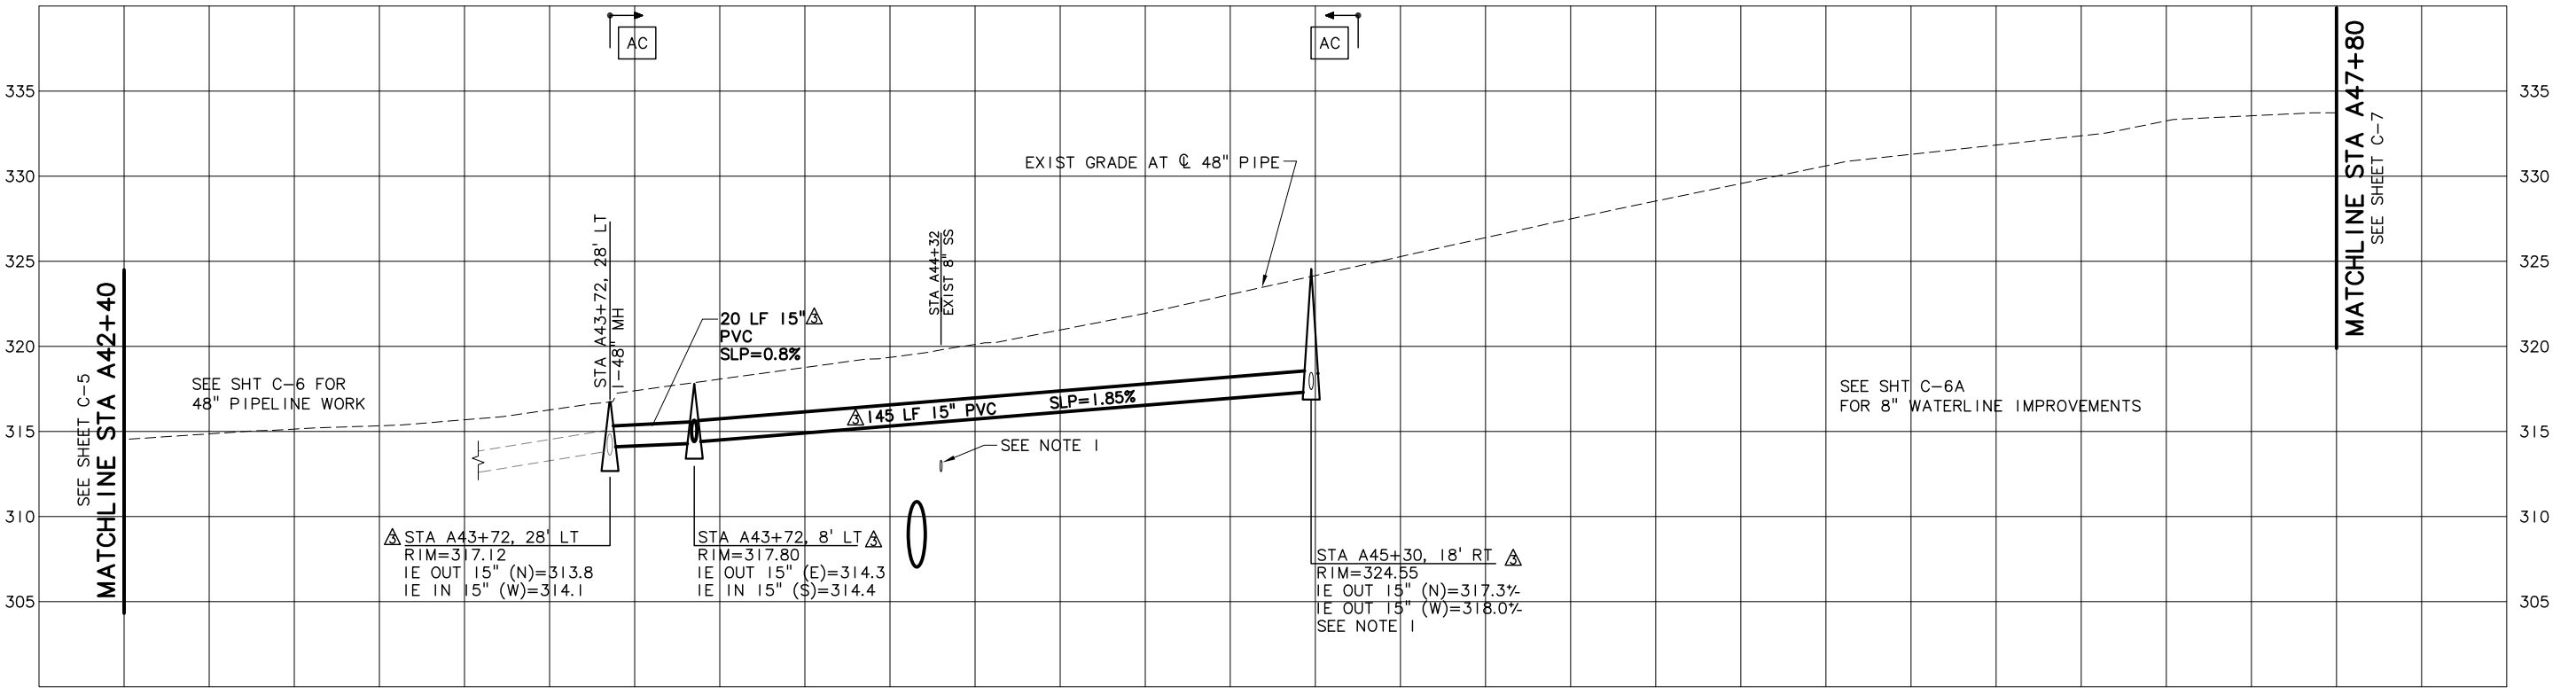 AC
AC
335
335
330
330
325
325
320
320
315
315
310
310
305
305
SEE SHEET C-5
MATCHLINE STA A42+40
SEE SHT C-6 FOR
48" PIPELINE WORK
STA A43+72, 28' LT
1-48" MH
20 LF 15" 3
PVC
SLP=0.8%
STA A44+32
EXIST 8" SS
EXIST GRADE AT ℄ 48" PIPE
3 145 LF 15" PVC SLP=1.85%
SEE NOTE 1
3 STA A43+72, 28' LT
RIM=317.12
IE OUT 15" (N)=313.8
IE IN 15" (W)=314.1
STA A43+72, 8' LT 3
RIM=317.80
IE OUT 15" (E)=314.3
IE IN 15" (S)=314.4
STA A45+30, 18' RT 3
RIM=324.55
IE OUT 15" (N)=317.3+/-
IE OUT 15" (W)=318.0+/-
SEE NOTE 1
SEE SHT C-6A
FOR 8" WATERLINE IMPROVEMENTS
MATCHLINE STA A47+80
SEE SHEET C-7